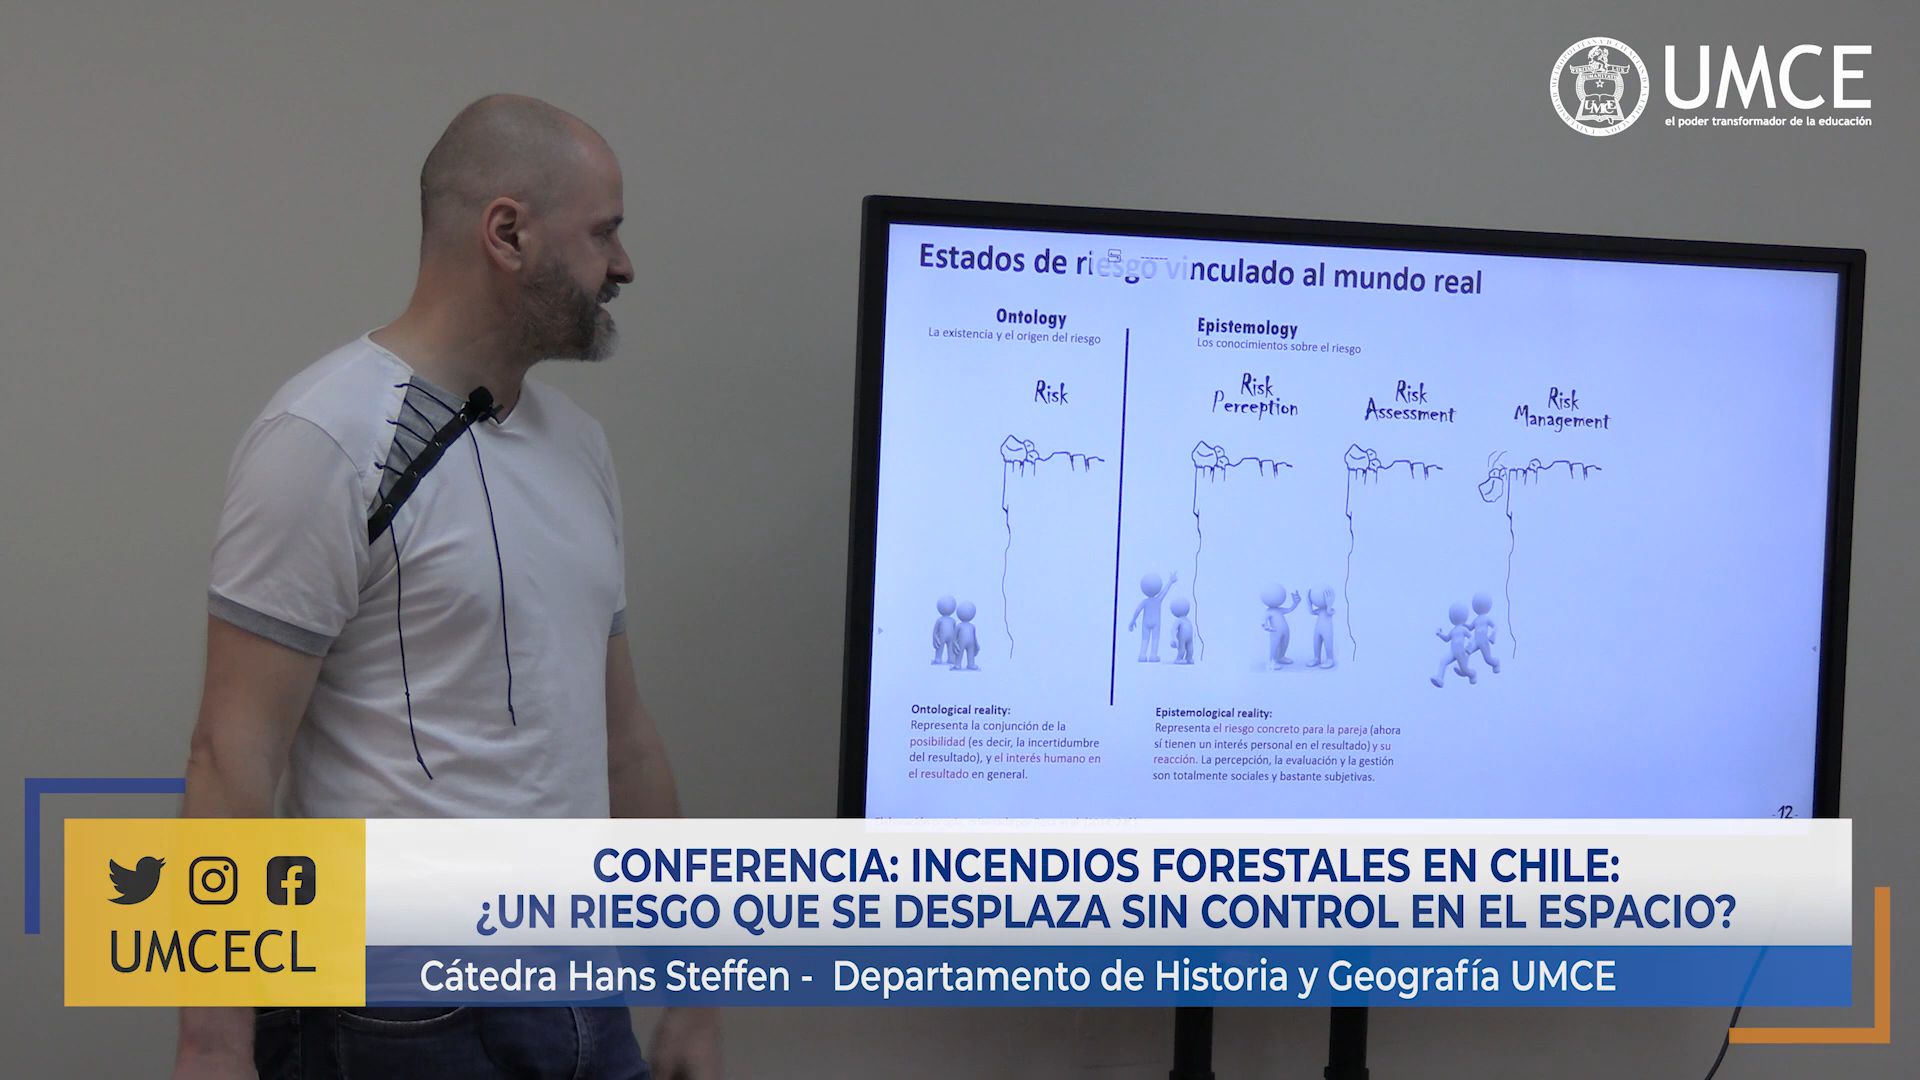 UMCE
el poder transformador de la educación
Estados de riesgo vinculado al mundo real
Ontology
La existencia y el origen del riesgo
Epistemology
Los conocimientos sobre el riesgo
Risk
Risk
Perception
Risk
Assessment
Risk
Management
Ontological reality:
Representa la conjunción de la
posibilidad (es decir, la incertidumbre
del resultado), y el interés humano en
el resultado en general.
Epistemological reality:
Representa el riesgo concreto para la pareja (ahora
sí tienen un interés personal en el resultado) y su
reacción. La percepción, la evaluación y la gestión
son totalmente sociales y bastante subjetivas.
-12-
UMCECL
CONFERENCIA: INCENDIOS FORESTALES EN CHILE:
¿UN RIESGO QUE SE DESPLAZA SIN CONTROL EN EL ESPACIO?
Cátedra Hans Steffen - Departamento de Historia y Geografía UMCE